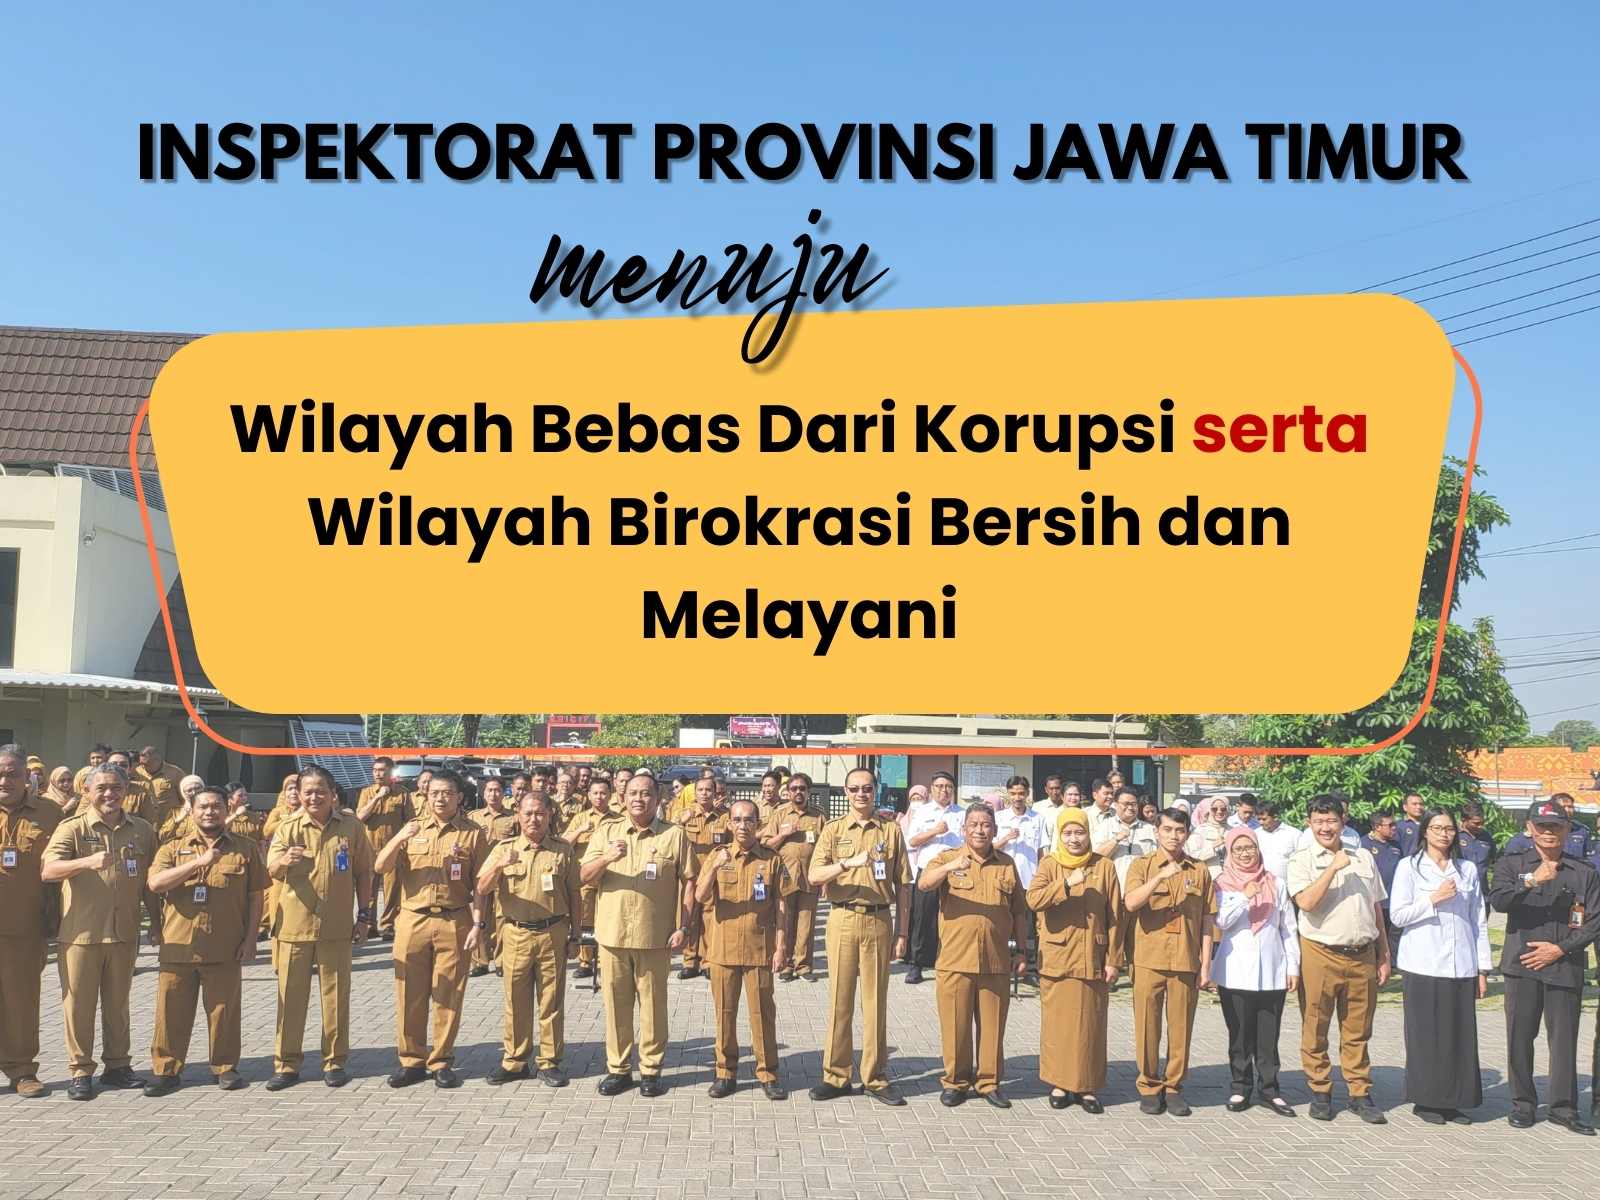 INSPEKTORAT PROVINSI JAWA TIMUR
menuju
Wilayah Bebas Dari Korupsi serta
Wilayah Birokrasi Bersih dan
Melayani